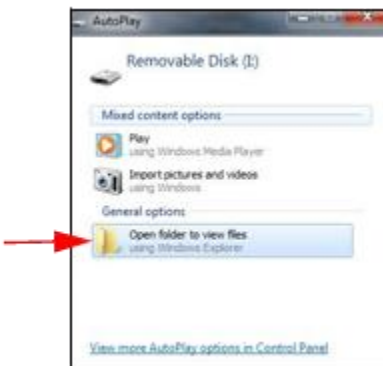 AutoPlay
Removable Disk (I:)
Mixed content options
Play
using Windows Media Player
Import pictures and videos
using Windows
General options
Open folder to view files
using Windows Explorer
View more AutoPlay options in Control Panel